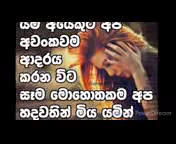 යම් අයෙකුට අප
අවංකවම
ආදරය
කරන විට
සෑම මොහොතකම අප
හදවතින් මිය යමින්